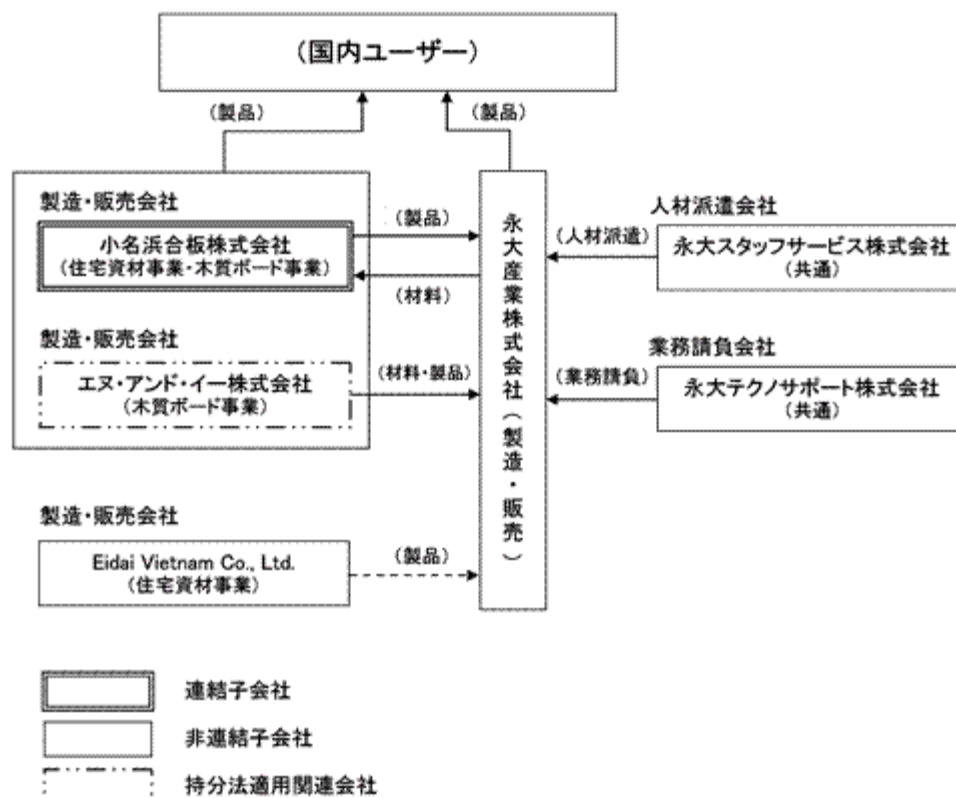 (国内ユーザー)
(製品)
(製品)
製造・販売会社
小名浜合板株式会社
(住宅資材事業・木質ボード事業)
(製品)
(材料)
製造・販売会社
エヌ・アンド・イー株式会社
(木質ボード事業)
(材料・製品)
製造・販売会社
Eidai Vietnam Co., Ltd.
(住宅資材事業)
(製品)
永大産業株式会社(製造・販売)
人材派遣会社
(人材派遣)
永大スタッフサービス株式会社
(共通)
業務請負会社
(業務請負)
永大テクノサポート株式会社
(共通)
連結子会社
非連結子会社
持分法適用関連会社